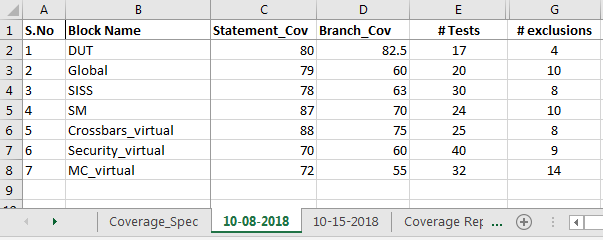 A B C D E F G
1 S.No Block Name Statement_Cov Branch_Cov # Tests # exclusions
2 1 DUT 80 82.5 17 4
3 2 Global 79 60 20 10
4 3 SISS 78 63 30 8
5 4 SM 87 70 24 10
6 5 Crossbars_virtual 88 75 25 8
7 6 Security_virtual 70 60 40 9
8 7 MC_virtual 72 55 32 14
9
Coverage_Spec 10-08-2018 10-15-2018 Coverage Rep ...